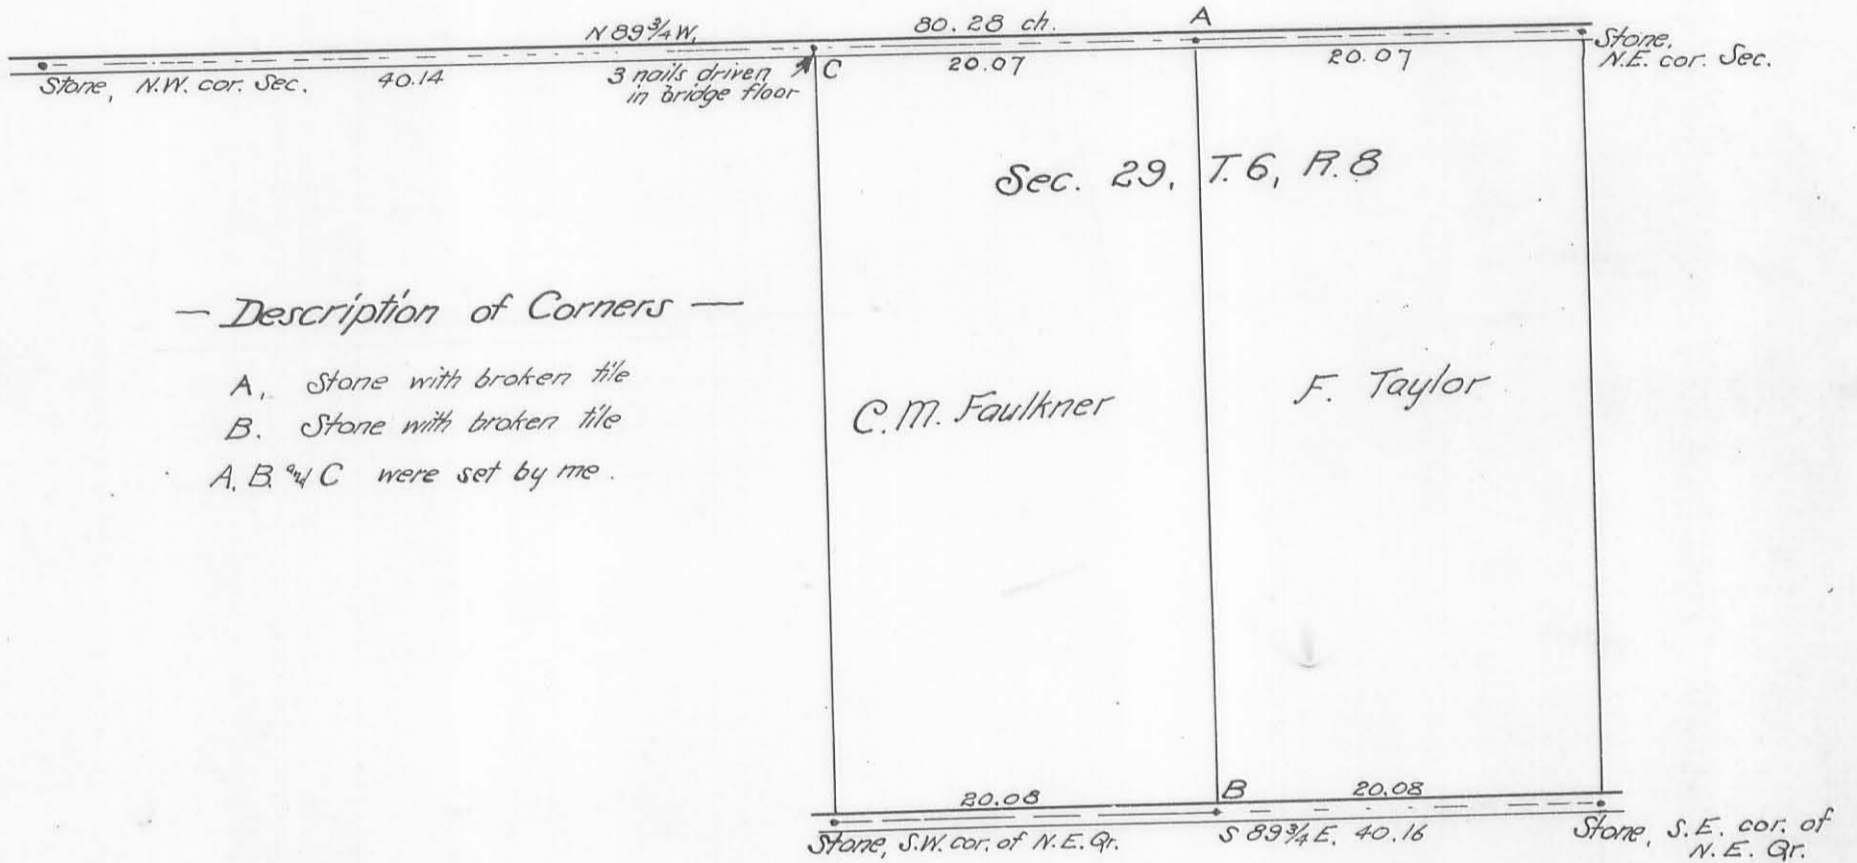 N 89¾ W. 80.28 ch. A
Stone, N.W. cor. Sec. 40.14
3 nails driven
in bridge floor
C
20.07
20.07
Stone,
N.E. cor. Sec.
Sec. 29, T. 6, R. 8
— Description of Corners —
A. Stone with broken tile
B. Stone with broken tile
A, B. and C were set by me.
C. M. Faulkner
F. Taylor
20.08
B
20.08
Stone, S.W. cor. of N.E. Qr.
S 89¾ E. 40.16
Stone, S.E. cor. of
N.E. Qr.